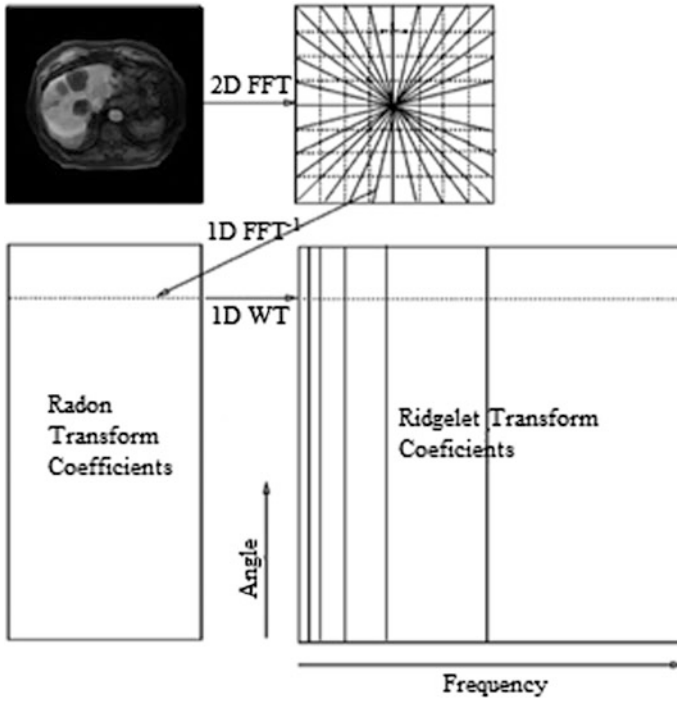 2D FFT
1D FFT-1
1D WT
Radon
Transform
Coefficients
Ridgelet Transform
Coeficients
Angle
Frequency